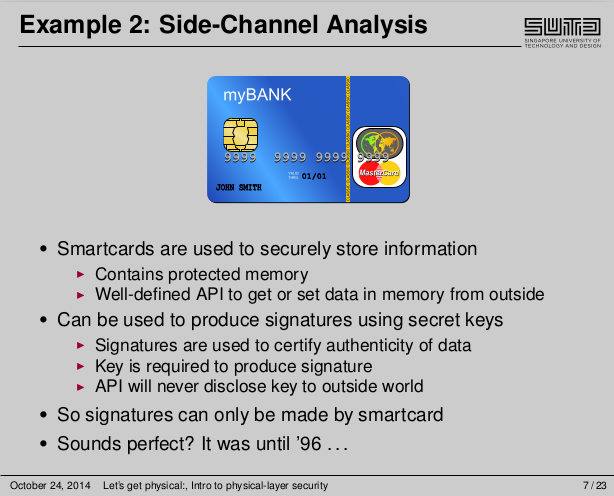 Example 2: Side-Channel Analysis
SINGAPORE UNIVERSITY OF
TECHNOLOGY AND DESIGN
myBANK
9999 9999 9999 9999
VALID
THRU 01/01
JOHN SMITH
MasterCard
• Smartcards are used to securely store information
▶ Contains protected memory
▶ Well-defined API to get or set data in memory from outside
• Can be used to produce signatures using secret keys
▶ Signatures are used to certify authenticity of data
▶ Key is required to produce signature
▶ API will never disclose key to outside world
• So signatures can only be made by smartcard
• Sounds perfect? It was until ’96 . . .
October 24, 2014 Let’s get physical:, Intro to physical-layer security 7 / 23